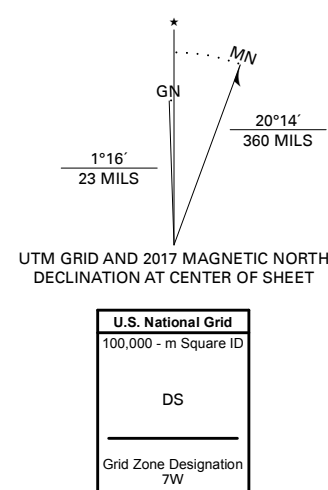 ★
MN
GN
20°14´
360 MILS
1°16´
23 MILS
UTM GRID AND 2017 MAGNETIC NORTH
DECLINATION AT CENTER OF SHEET
U.S. National Grid
100,000 - m Square ID
DS
Grid Zone Designation
7W